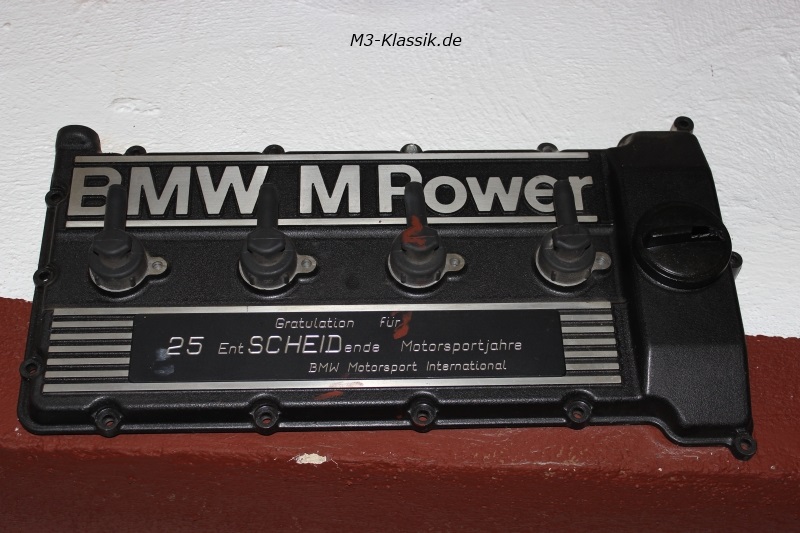 M3-Klassik.de
BMW M Power
Gratulation für
25 EntSCHEIDende Motorsportjahre
BMW Motorsport International